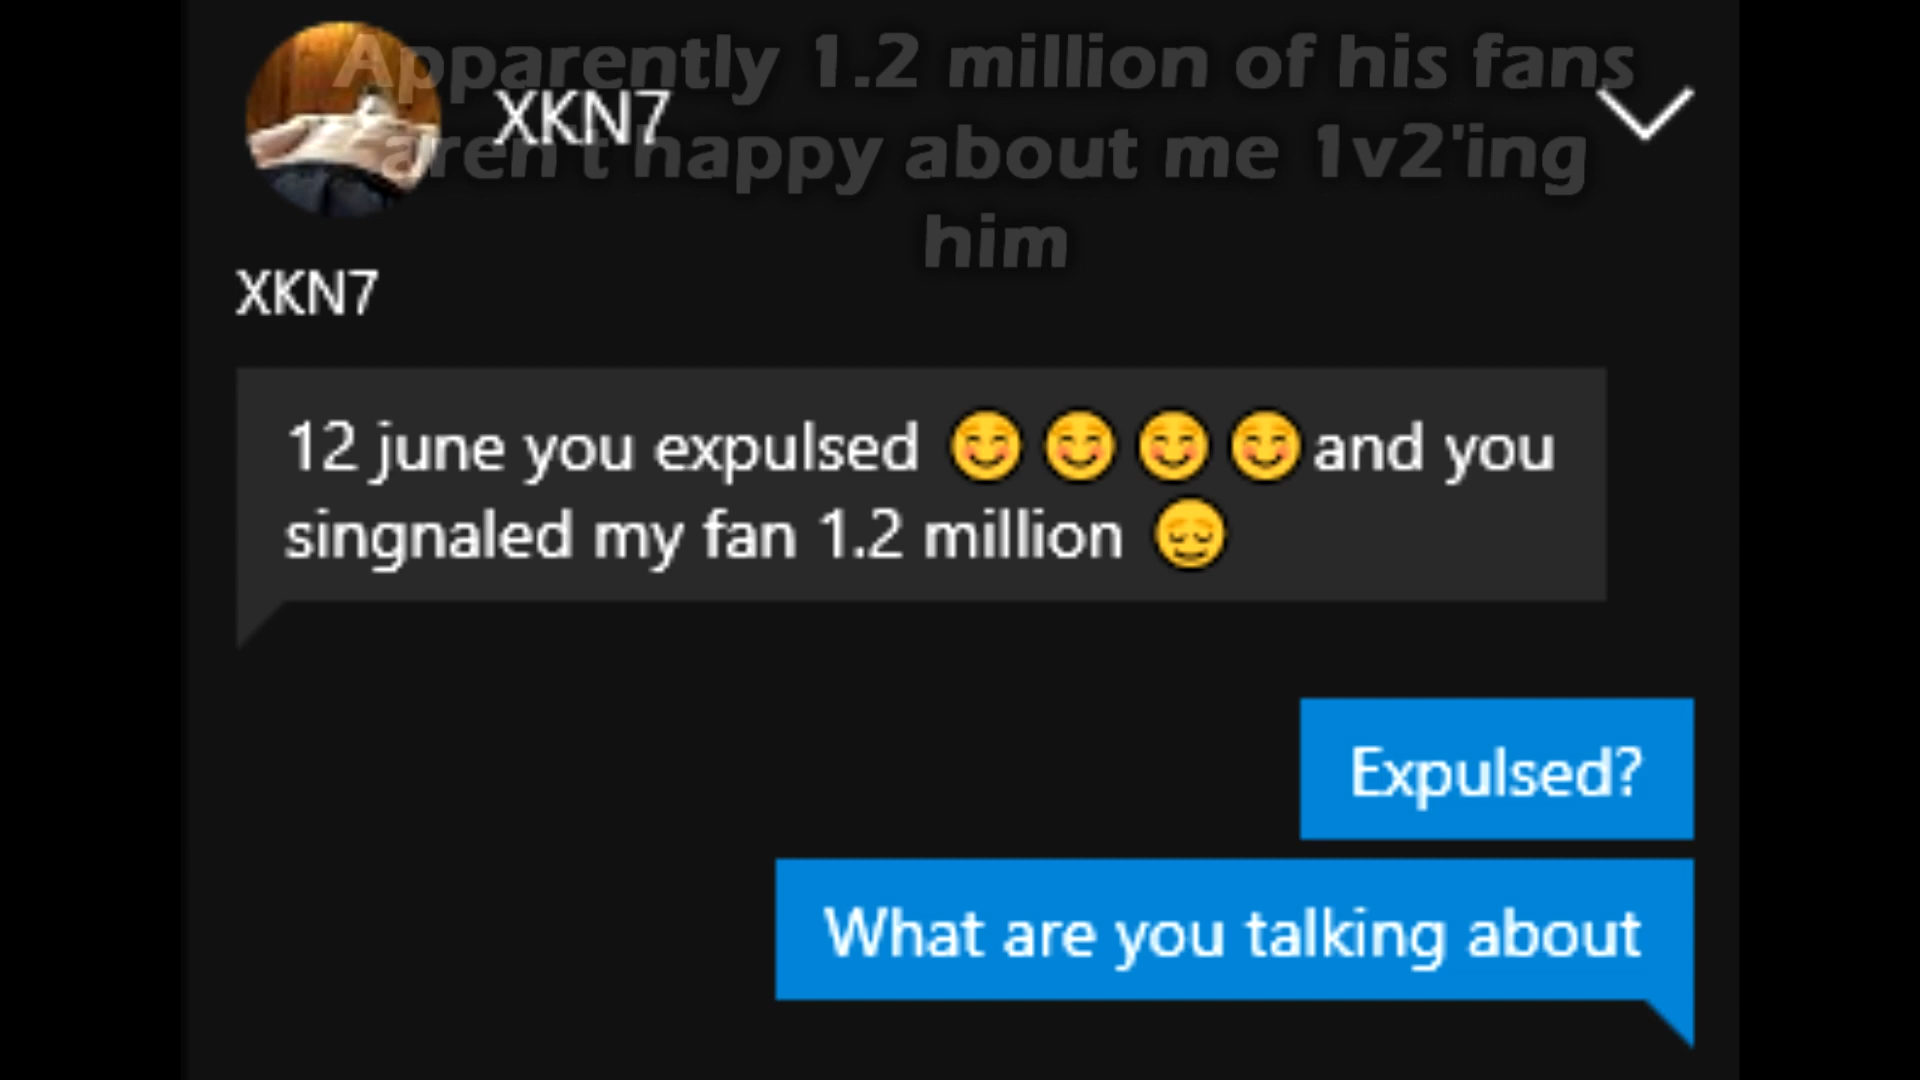 Apparently 1.2 million of his fans
XKN7
aren't happy about me 1v2'ing
him
XKN7
12 june you expulsed 😊 😊 😊 😊 and you
singnaled my fan 1.2 million 😔
Expulsed?
What are you talking about